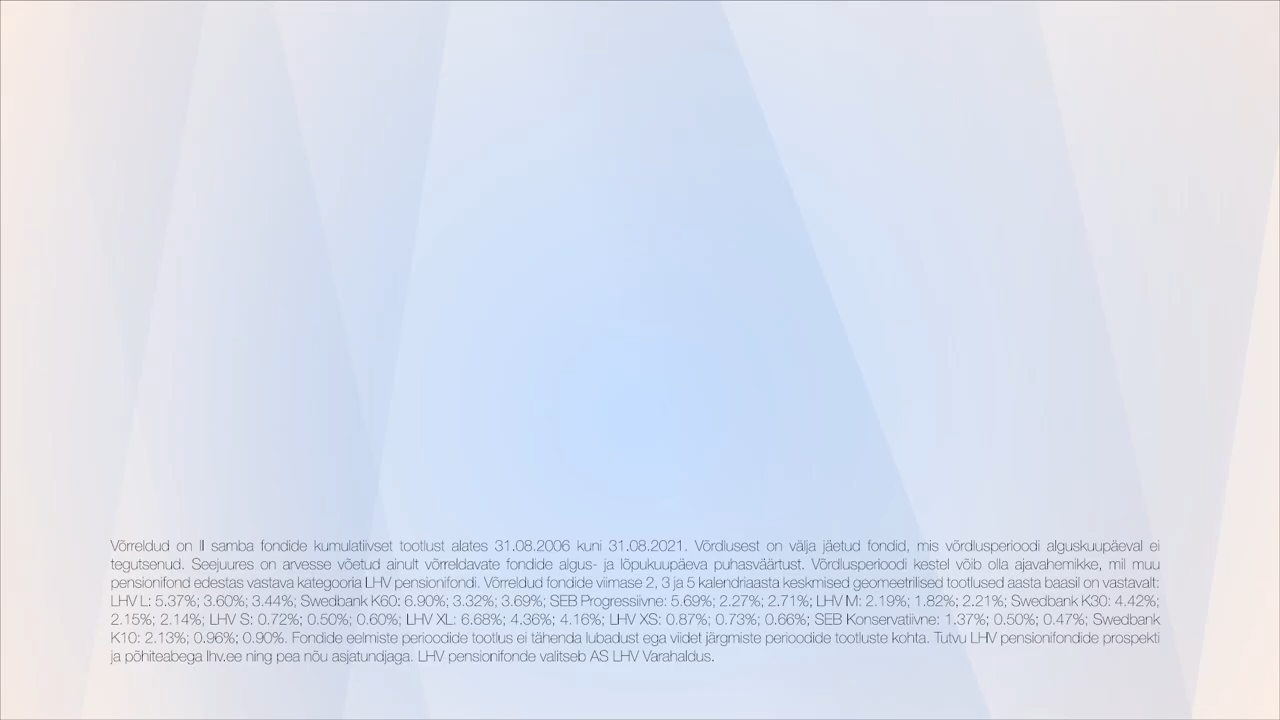 Võrreldud on II samba fondide kumulatiivset tootlust alates 31.08.2006 kuni 31.08.2021. Võrdlusest on välja jäetud fondid, mis võrdlusperioodi alguskuupäeval ei
tegutsenud. Seejuures on arvesse võetud ainult võrreldavate fondide algus- ja lõpukuupäeva puhasväärtust. Võrdlusperioodi kestel võib olla ajavahemikke, mil muu
pensionifond edestas vastava kategooria LHV pensionifondi. Võrreldud fondide viimase 2, 3 ja 5 kalendriaasta keskmised geomeetrilised tootlused aasta baasil on vastavalt:
LHV L: 5.37%; 3.60%; 3.44%; Swedbank K60: 6.90%; 3.32%; 3.69%; SEB Progressiivne: 5.69%; 2.27%; 2.71%; LHV M: 2.19%; 1.82%; 2.21%; Swedbank K30: 4.42%;
2.15%; 2.14%; LHV S: 0.72%; 0.50%; 0.60%; LHV XL: 6.68%; 4.36%; 4.16%; LHV XS: 0.87%; 0.73%; 0.66%; SEB Konservatiivne: 1.37%; 0.50%; 0.47%; Swedbank
K10: 2.13%; 0.96%; 0.90%. Fondide eelmiste perioodide tootlus ei tähenda lubadust ega viidet järgmiste perioodide tootluste kohta. Tutvu LHV pensionifondide prospekti
ja põhiteabega lhv.ee ning pea nõu asjatundjaga. LHV pensionifonde valitseb AS LHV Varahaldus.